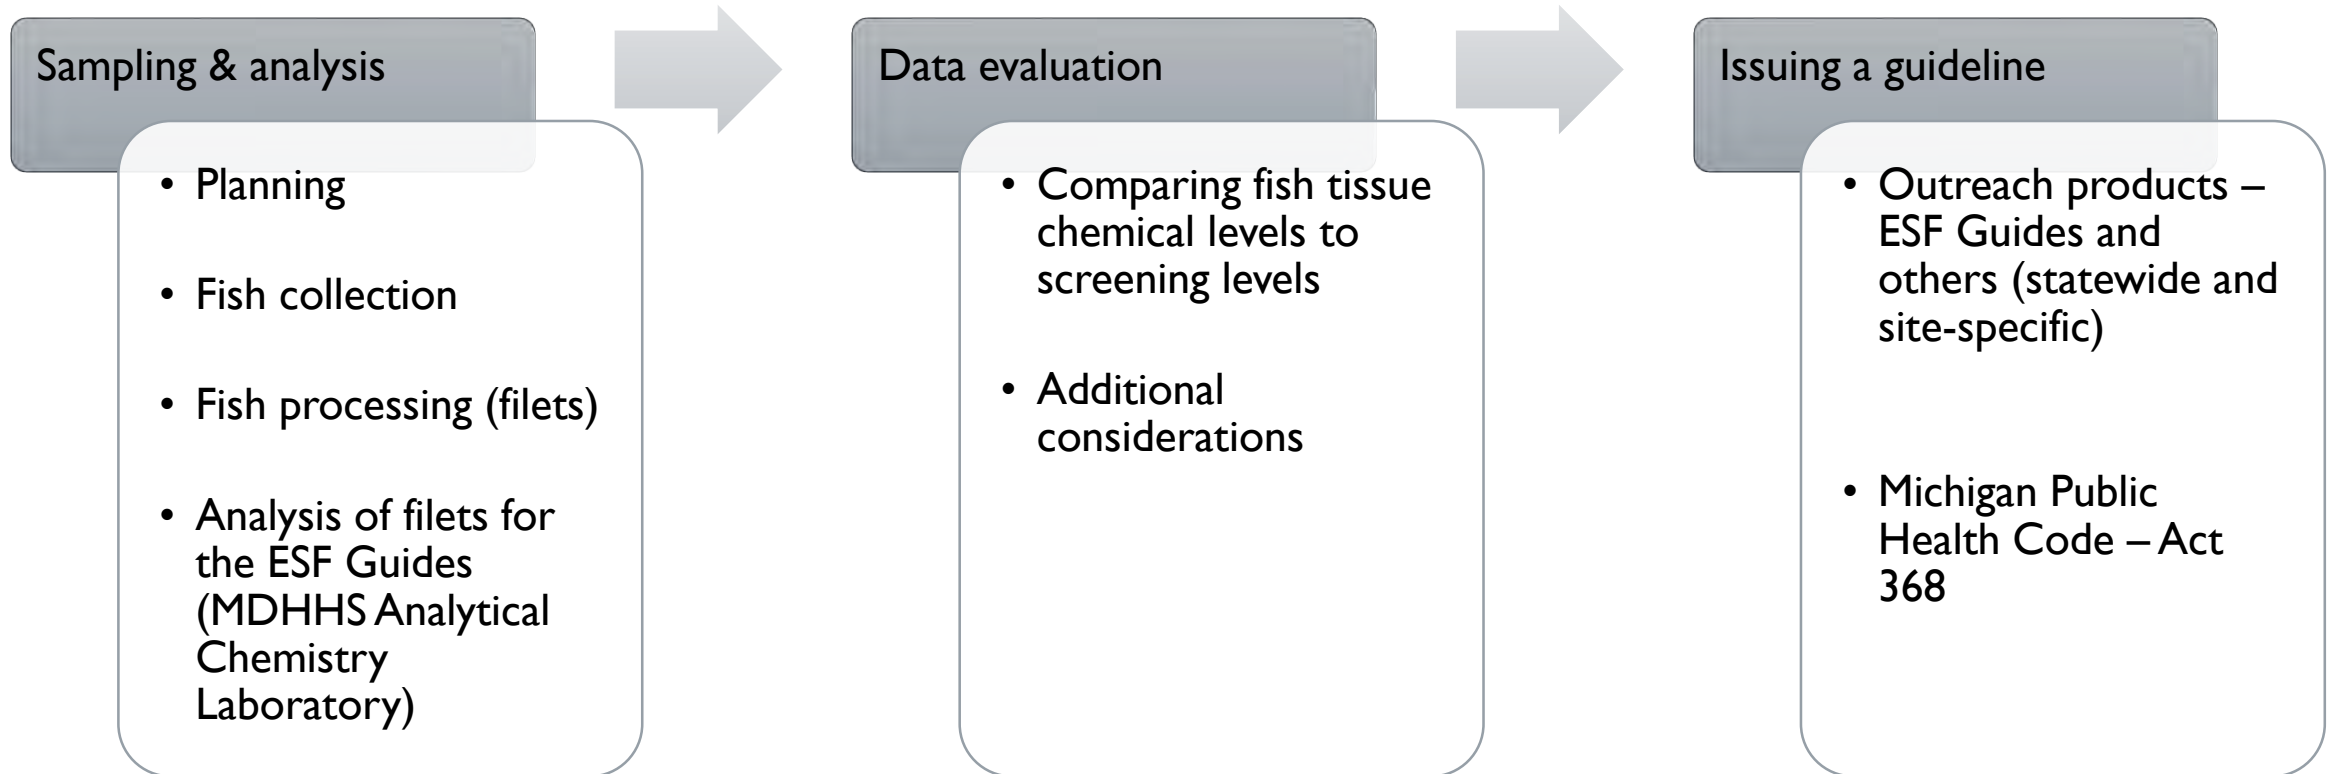 Sampling & analysis
• Planning
• Fish collection
• Fish processing (filets)
• Analysis of filets for
the ESF Guides
(MDHHS Analytical
Chemistry
Laboratory)
Data evaluation
• Comparing fish tissue
chemical levels to
screening levels
• Additional
considerations
Issuing a guideline
• Outreach products –
ESF Guides and
others (statewide and
site-specific)
• Michigan Public
Health Code – Act
368